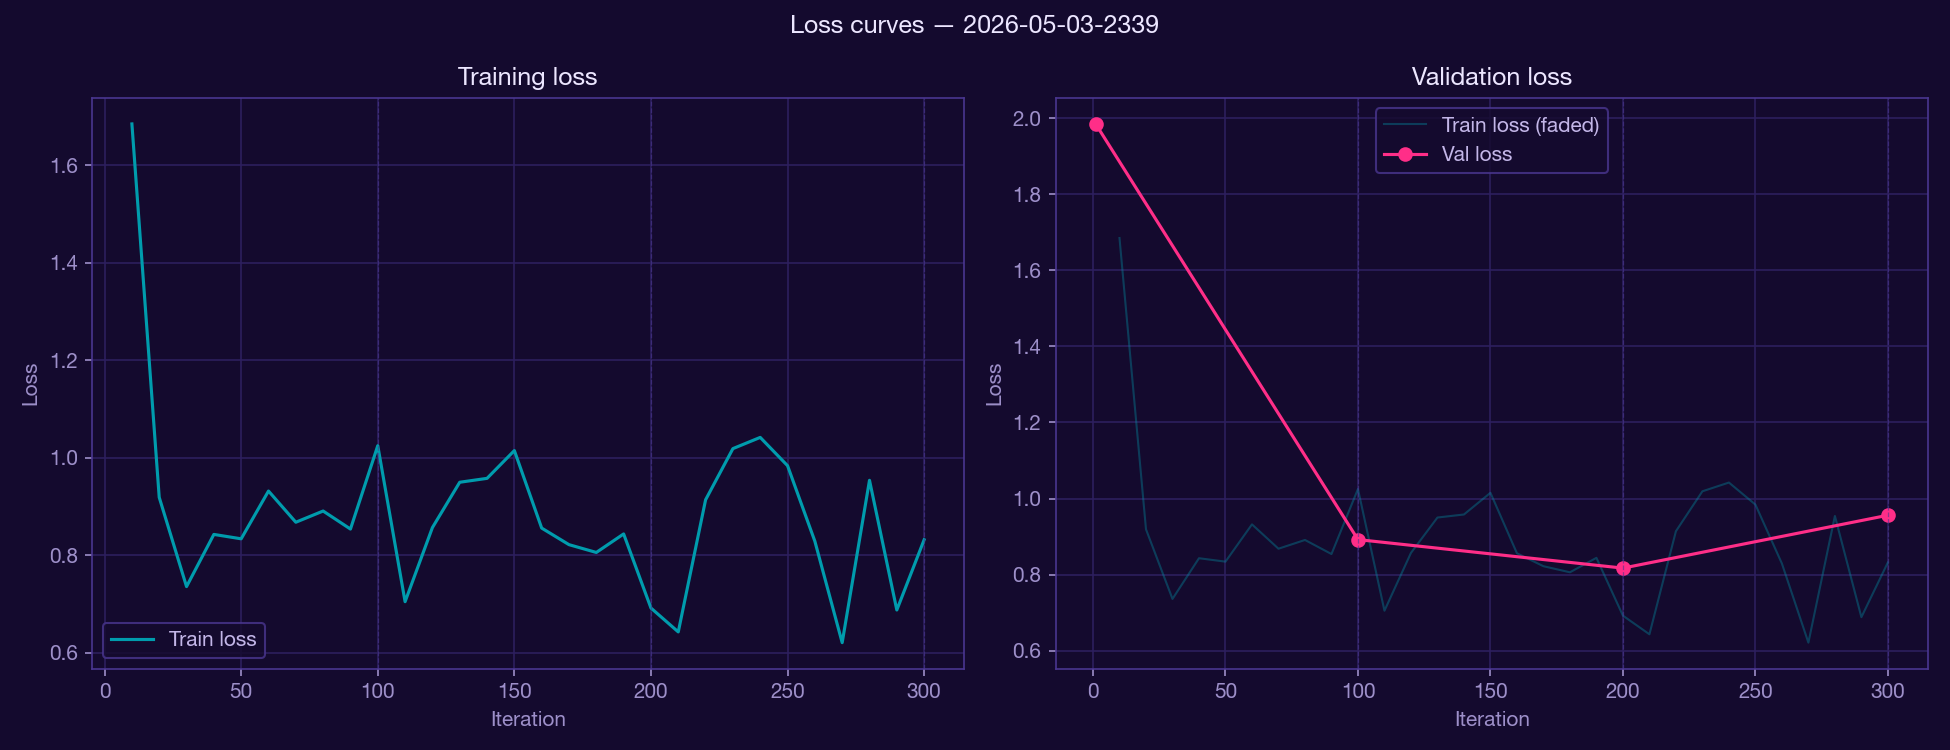 Loss curves — 2026-05-03-2339
Training loss
Loss
1.6
1.4
1.2
1.0
0.8
0.6
Train loss
0 50 100 150 200 250 300
Iteration
Validation loss
Loss
2.0
1.8
1.6
1.4
1.2
1.0
0.8
0.6
Train loss (faded)
Val loss
0 50 100 150 200 250 300
Iteration